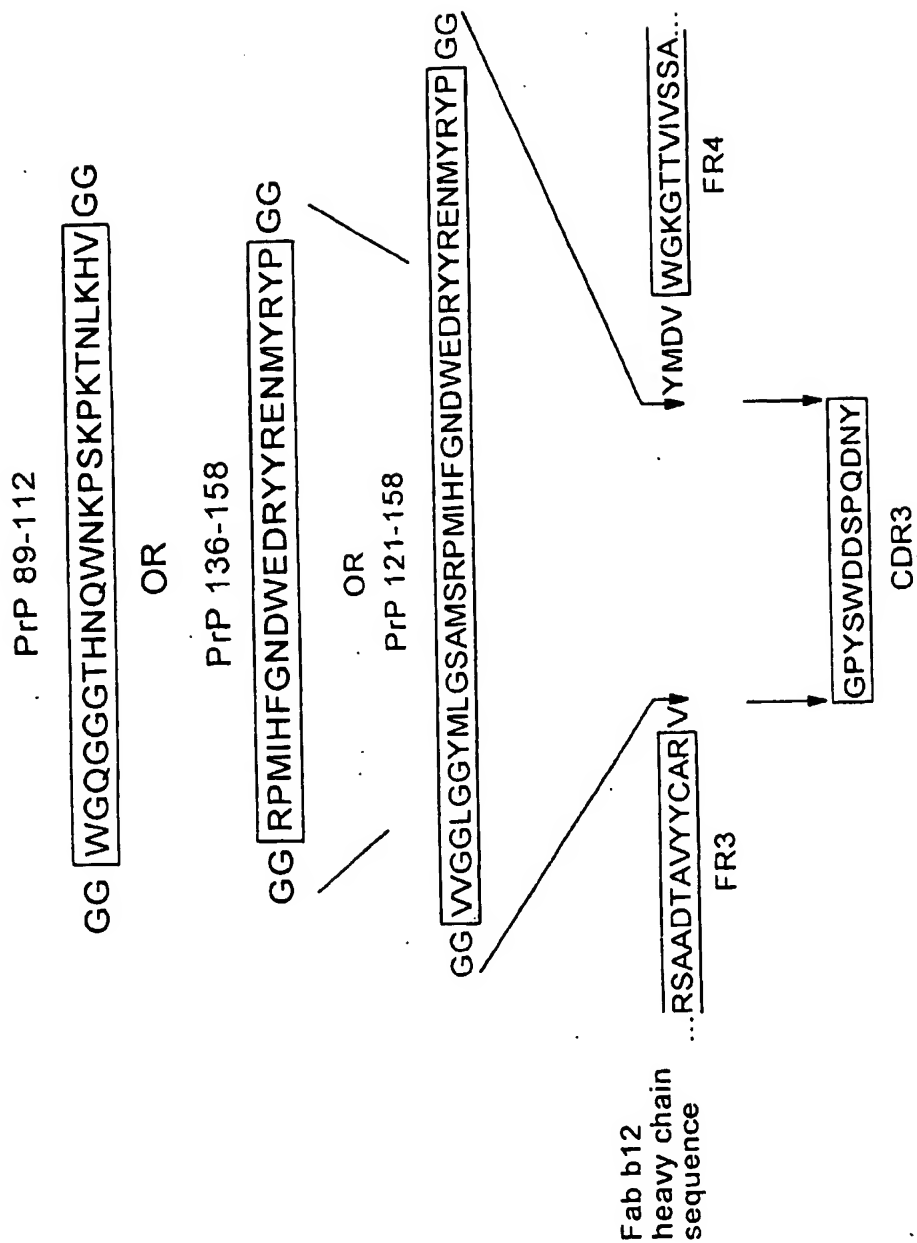 PrP 89-112
GG WGQGGGTHNQWNKPSKPKTNLKHV GG
OR
PrP 136-158
GG RPMIHFGNDWEDRYYRENMYRYP GG
OR
PrP 121-158
GG VVGGLGGYMLGSAMSRPMIHFGNDWEDRYYRENMYRYP GG
Fab b12
heavy chain
sequence
...RSAADTAVYYCAR V
FR3
YMDV WGKGTTVIVSSA...
FR4
GPYSWDDSPQDNY
CDR3